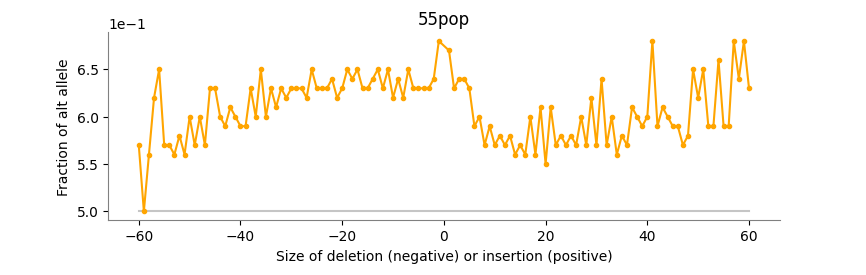 55pop
1e−1
6.5
6.0
5.5
5.0
Fraction of alt allele
−60 −40 −20 0 20 40 60
Size of deletion (negative) or insertion (positive)